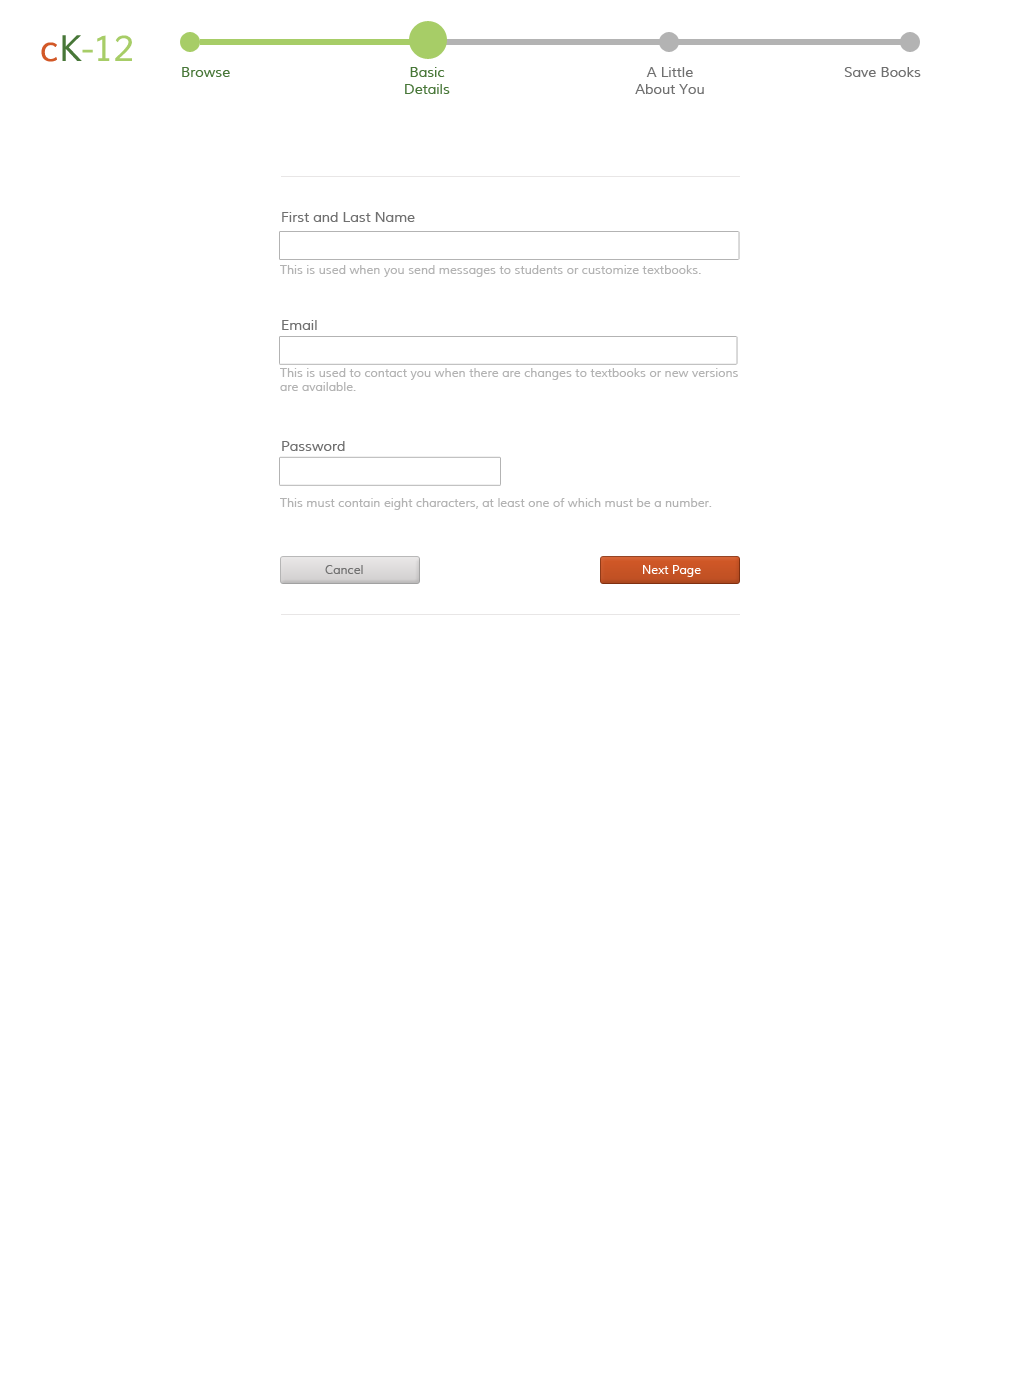 cK-12
Browse
Basic
Details
A Little
About You
Save Books
First and Last Name
This is used when you send messages to students or customize textbooks.
Email
This is used to contact you when there are changes to textbooks or new versions
are available.
Password
This must contain eight characters, at least one of which must be a number.
Cancel
Next Page